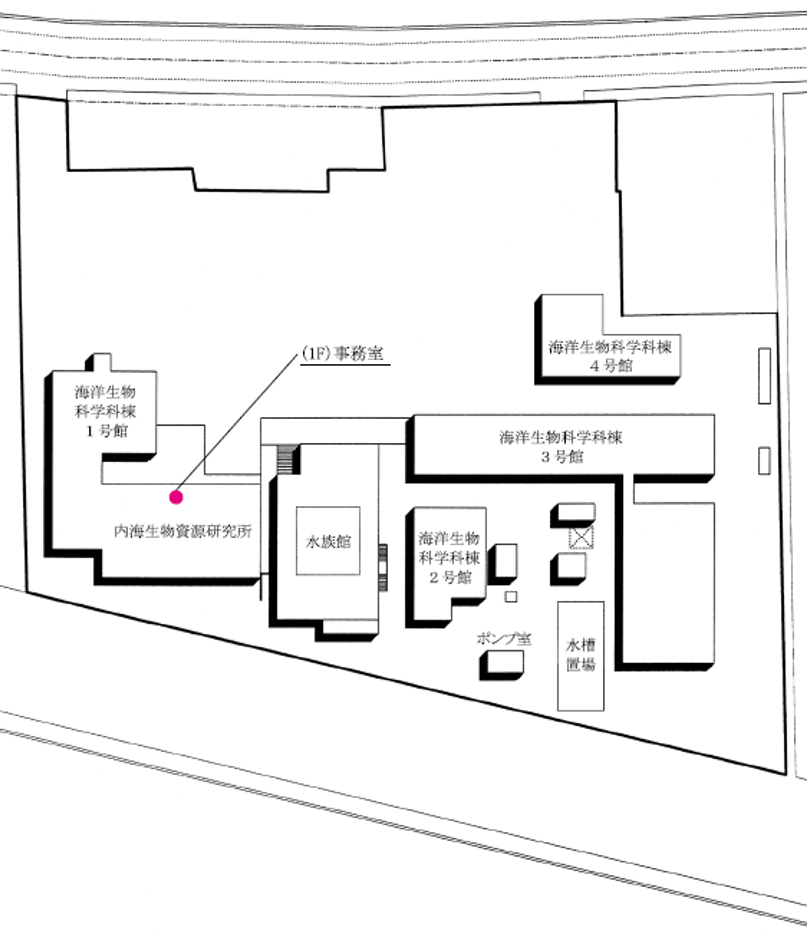 (1F)事務室
海洋生物科学科棟
4号館
海洋生物
科学科棟
1号館
海洋生物科学科棟
3号館
内海生物資源研究所
水族館
海洋生物
科学科棟
2号館
ポンプ室
水槽
置場